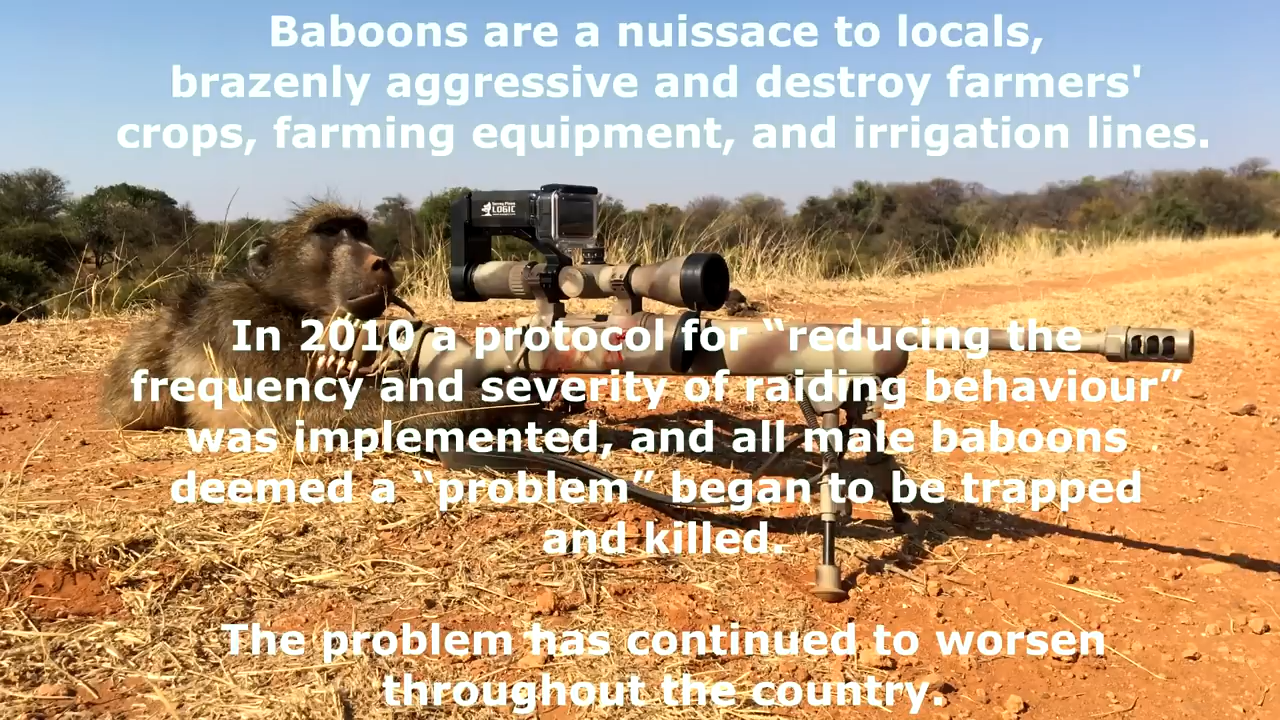 Baboons are a nuissace to locals,
brazenly aggressive and destroy farmers'
crops, farming equipment, and irrigation lines.
LOGIC
In 2010 a protocol for “reducing the
frequency and severity of raiding behaviour”
was implemented, and all male baboons
deemed a “problem” began to be trapped
and killed.
The problem has continued to worsen
throughout the country.